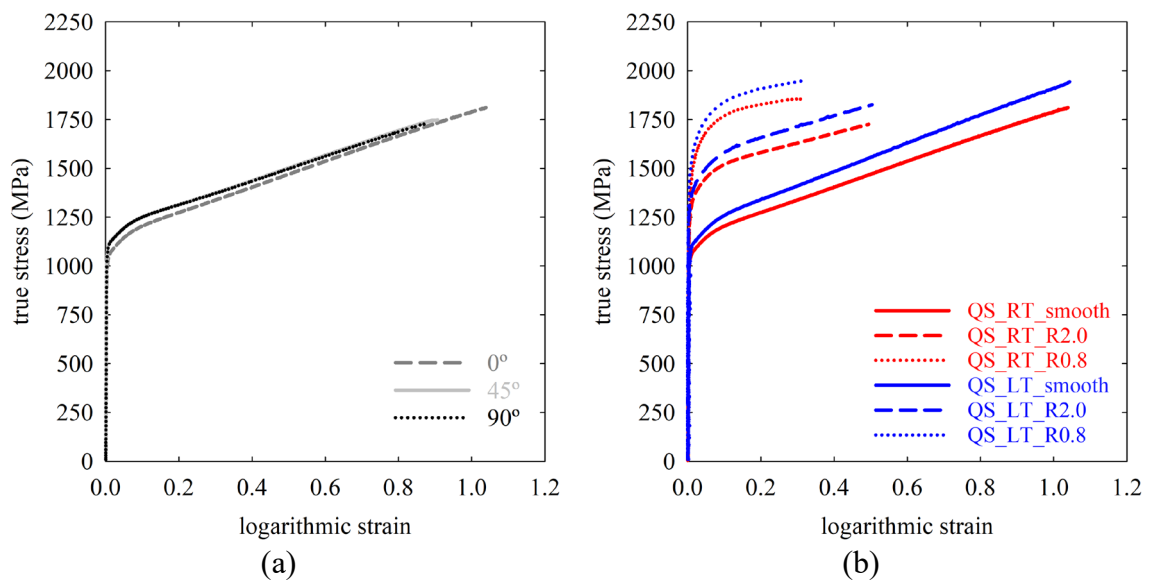 2250
2000
1750
1500
1250
1000
750
500
250
0
true stress (MPa)
0º
45º
90º
0.0 0.2 0.4 0.6 0.8 1.0 1.2
logarithmic strain
(a)
2250
2000
1750
1500
1250
1000
750
500
250
0
true stress (MPa)
QS_RT_smooth
QS_RT_R2.0
QS_RT_R0.8
QS_LT_smooth
QS_LT_R2.0
QS_LT_R0.8
0.0 0.2 0.4 0.6 0.8 1.0 1.2
logarithmic strain
(b)